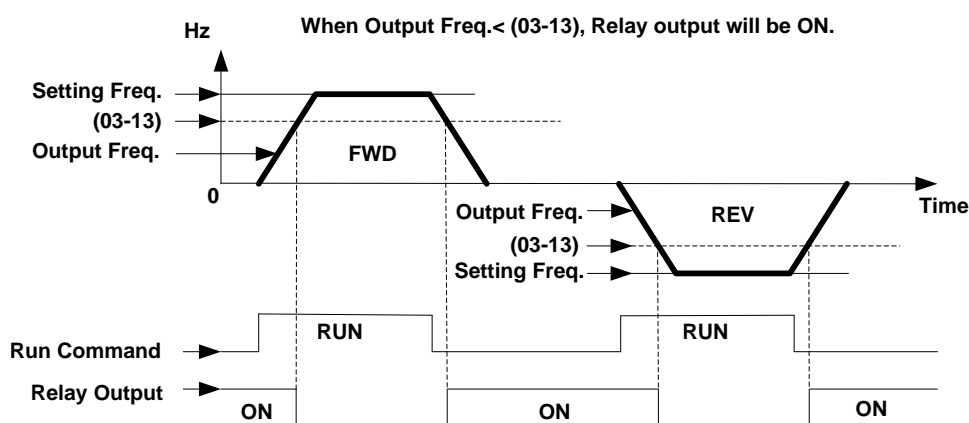 When Output Freq.< (03-13), Relay output will be ON.
Hz
Setting Freq.
(03-13)
Output Freq.
FWD
0
Time
Output Freq.
REV
(03-13)
Setting Freq.
RUN
RUN
Run Command
Relay Output
ON
ON
ON